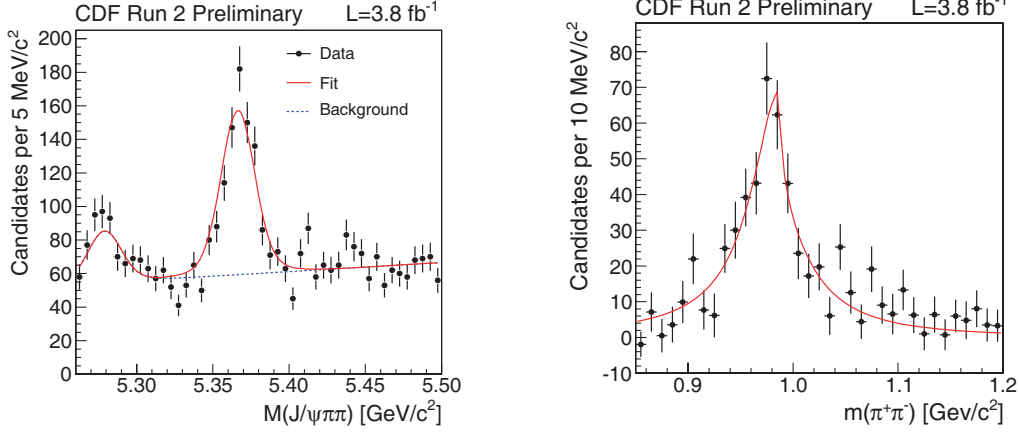 CDF Run 2 Preliminary L=3.8 fb⁻¹
Candidates per 5 MeV/c²
200
180
160
140
120
100
80
60
40
20
0
Data
Fit
Background
5.30 5.35 5.40 5.45 5.50
M(J/ψππ) [GeV/c²]
CDF Run 2 Preliminary L=3.8 fb⁻¹
Candidates per 10 MeV/c²
80
70
60
50
40
30
20
10
0
-10
0.9 1.0 1.1 1.2
m(π⁺π⁻) [Gev/c²]